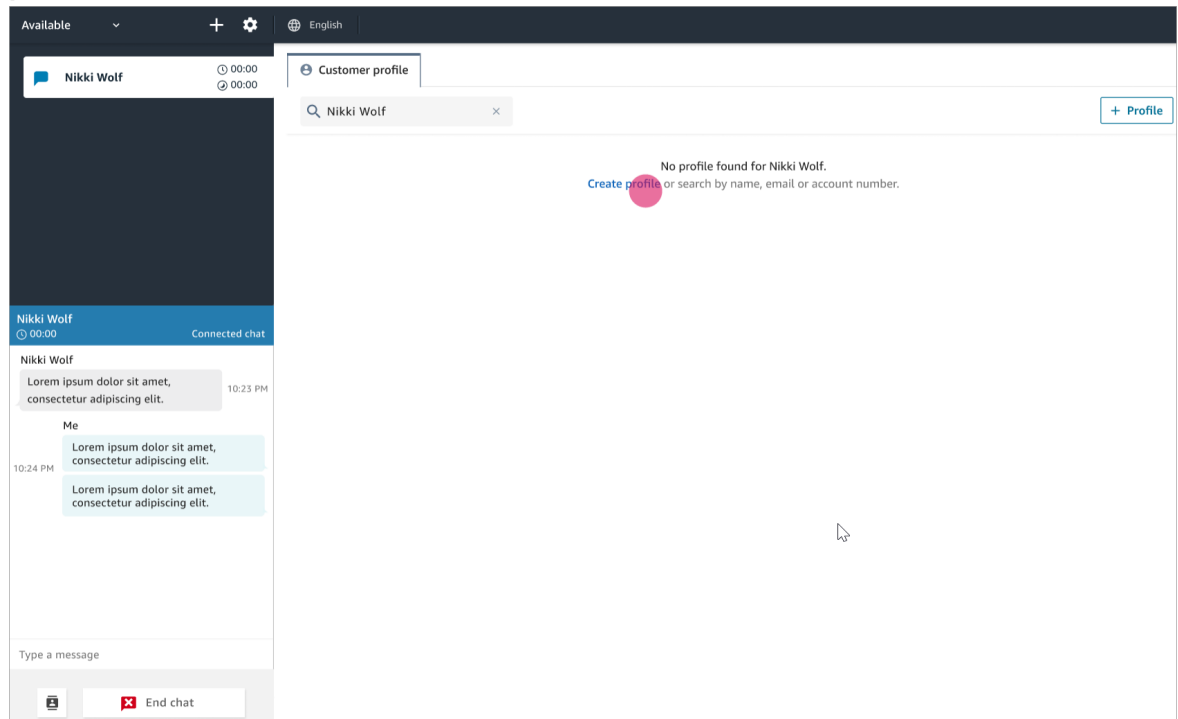 Available
English
Nikki Wolf
00:00
00:00
Customer profile
Nikki Wolf
+ Profile
No profile found for Nikki Wolf.
Create profile or search by name, email or account number.
Nikki Wolf
00:00
Connected chat
Nikki Wolf
Lorem ipsum dolor sit amet,
consectetur adipiscing elit.
10:23 PM
Me
Lorem ipsum dolor sit amet,
consectetur adipiscing elit.
10:24 PM
Lorem ipsum dolor sit amet,
consectetur adipiscing elit.
Type a message
End chat